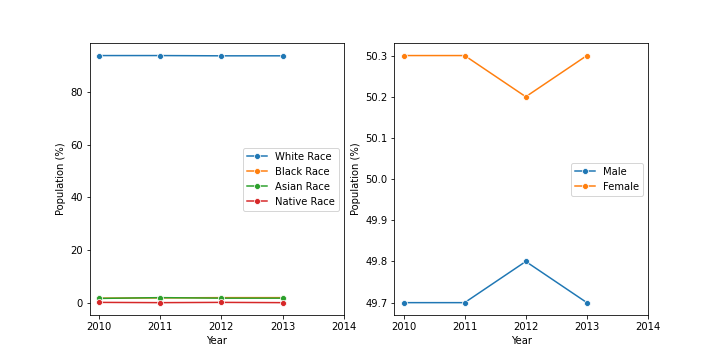 80
60
40
20
0
Population (%)
2010 2011 2012 2013 2014
Year
White Race
Black Race
Asian Race
Native Race
50.3
50.2
50.1
50.0
49.9
49.8
49.7
Population (%)
2010 2011 2012 2013 2014
Year
Male
Female